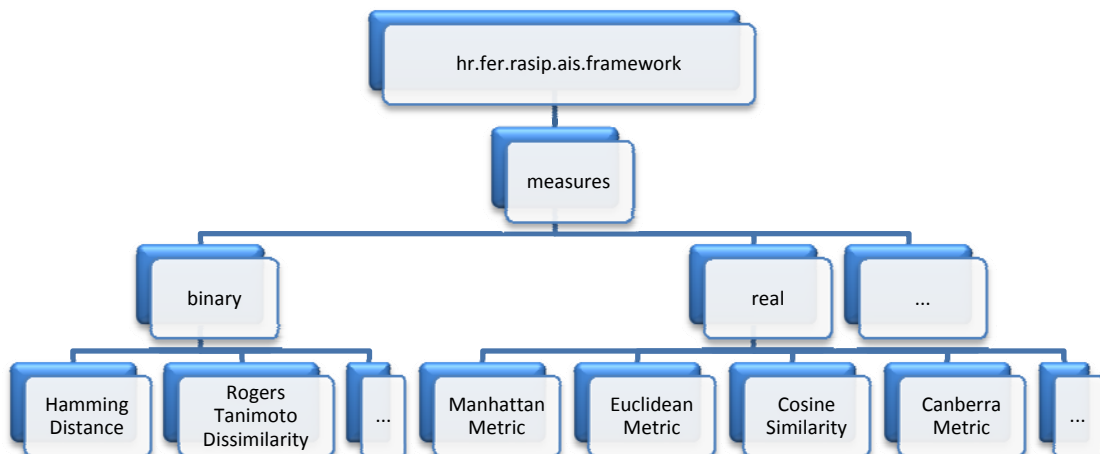 hr.fer.rasip.ais.framework
measures
binary
real
...
Hamming
Distance
Rogers
Tanimoto
Dissimilarity
...
Manhattan
Metric
Euclidean
Metric
Cosine
Similarity
Canberra
Metric
...